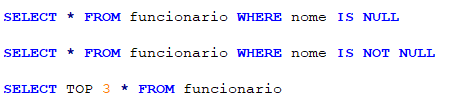 SELECT * FROM funcionario WHERE nome IS NULL
SELECT * FROM funcionario WHERE nome IS NOT NULL
SELECT TOP 3 * FROM funcionario